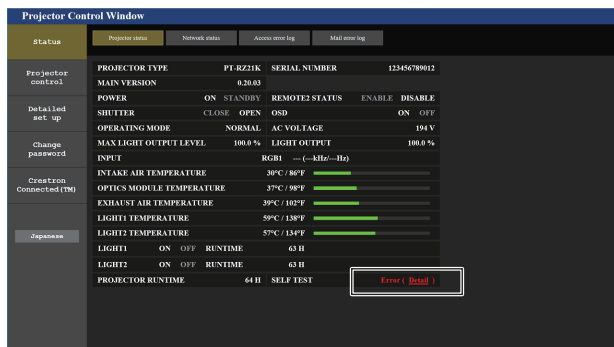 Projector Control Window
Status
Projector status Network status Access error log Mail error log
Projector
control
Detailed
set up
Change
password
Crestron
Connected(TM)
Japanese
PROJECTOR TYPE PT-RZ21K SERIAL NUMBER 123456789012
MAIN VERSION 0.20.03
POWER ON STANDBY REMOTE2 STATUS ENABLE DISABLE
SHUTTER CLOSE OPEN OSD ON OFF
OPERATING MODE NORMAL AC VOLTAGE 194 V
MAX LIGHT OUTPUT LEVEL 100.0 % LIGHT OUTPUT 100.0 %
INPUT RGB1 --- (---kHz/---Hz)
INTAKE AIR TEMPERATURE 30°C / 86°F
OPTICS MODULE TEMPERATURE 37°C / 98°F
EXHAUST AIR TEMPERATURE 39°C / 102°F
LIGHT1 TEMPERATURE 59°C / 138°F
LIGHT2 TEMPERATURE 57°C / 134°F
LIGHT1 ON OFF RUNTIME 63 H
LIGHT2 ON OFF RUNTIME 63 H
PROJECTOR RUNTIME 64 H SELF TEST Error ( Detail )